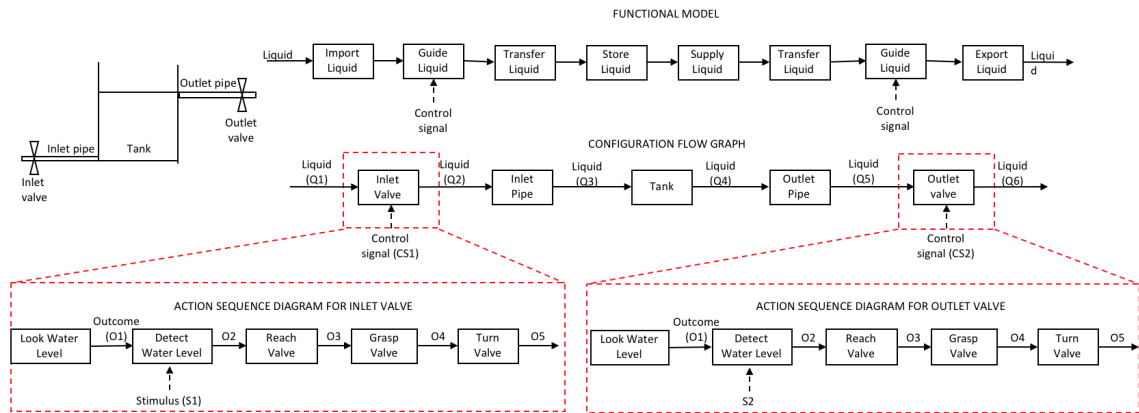 FUNCTIONAL MODEL
Liquid
Import
Liquid
Guide
Liquid
Transfer
Liquid
Store
Liquid
Supply
Liquid
Transfer
Liquid
Guide
Liquid
Export
Liquid
Liqui
d
Control
signal
Control
signal
Outlet pipe
Outlet
valve
Inlet pipe
Tank
Inlet
valve
CONFIGURATION FLOW GRAPH
Liquid
(Q1)
Inlet
Valve
Liquid
(Q2)
Inlet
Pipe
Liquid
(Q3)
Tank
Liquid
(Q4)
Outlet
Pipe
Liquid
(Q5)
Outlet
valve
Liquid
(Q6)
Control
signal (CS1)
Control
signal (CS2)
ACTION SEQUENCE DIAGRAM FOR INLET VALVE
Look Water
Level
Outcome
(O1)
Detect
Water Level
O2
Reach
Valve
O3
Grasp
Valve
O4
Turn
Valve
O5
Stimulus (S1)
ACTION SEQUENCE DIAGRAM FOR OUTLET VALVE
Look Water
Level
Outcome
(O1)
Detect
Water Level
O2
Reach
Valve
O3
Grasp
Valve
O4
Turn
Valve
O5
S2